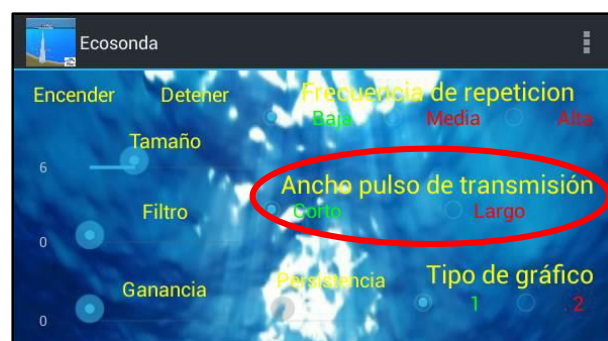 Ecosonda
Encender Detener Frecuencia de repeticion
Baja Media Alta
Tamaño
6
Ancho pulso de transmisión
Corto Largo
Filtro
0
Ganancia Persistencia Tipo de gráfico
1 2
0